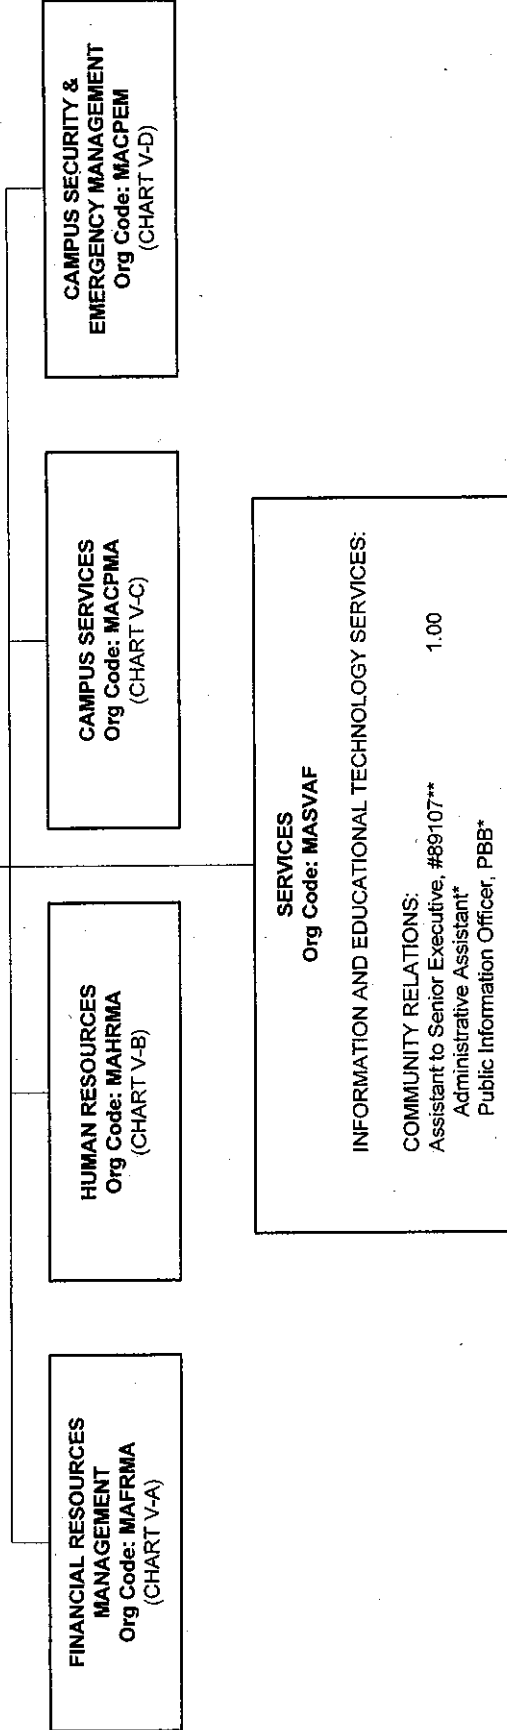 FINANCIAL RESOURCES
MANAGEMENT
Org Code: MAFRMA
(CHART V-A)
HUMAN RESOURCES
Org Code: MAHRMA
(CHART V-B)
CAMPUS SERVICES
Org Code: MACPMA
(CHART V-C)
CAMPUS SECURITY &
EMERGENCY MANAGEMENT
Org Code: MACPEM
(CHART V-D)
SERVICES
Org Code: MASVAF
INFORMATION AND EDUCATIONAL TECHNOLOGY SERVICES:
COMMUNITY RELATIONS:
Assistant to Senior Executive, #89107** 1.00
Administrative Assistant*
Public Information Officer, PBB*